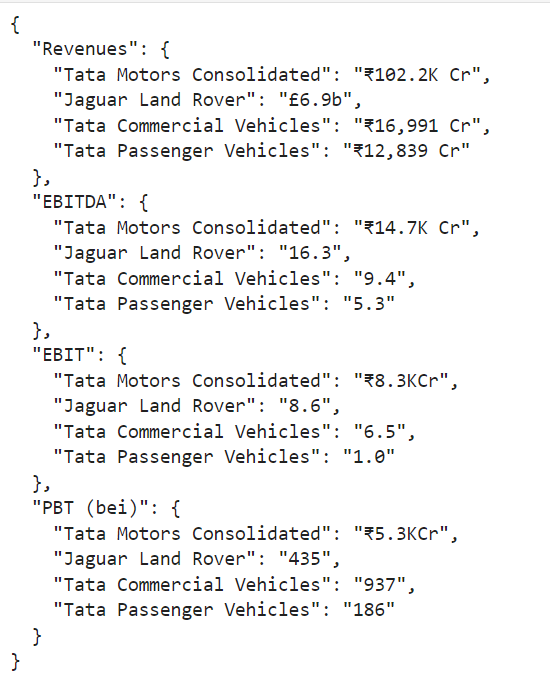 {
  "Revenues": {
    "Tata Motors Consolidated": "₹102.2K Cr",
    "Jaguar Land Rover": "£6.9b",
    "Tata Commercial Vehicles": "₹16,991 Cr",
    "Tata Passenger Vehicles": "₹12,839 Cr"
  },
  "EBITDA": {
    "Tata Motors Consolidated": "₹14.7K Cr",
    "Jaguar Land Rover": "16.3",
    "Tata Commercial Vehicles": "9.4",
    "Tata Passenger Vehicles": "5.3"
  },
  "EBIT": {
    "Tata Motors Consolidated": "₹8.3KCr",
    "Jaguar Land Rover": "8.6",
    "Tata Commercial Vehicles": "6.5",
    "Tata Passenger Vehicles": "1.0"
  },
  "PBT (bei)": {
    "Tata Motors Consolidated": "₹5.3KCr",
    "Jaguar Land Rover": "435",
    "Tata Commercial Vehicles": "937",
    "Tata Passenger Vehicles": "186"
  }
}